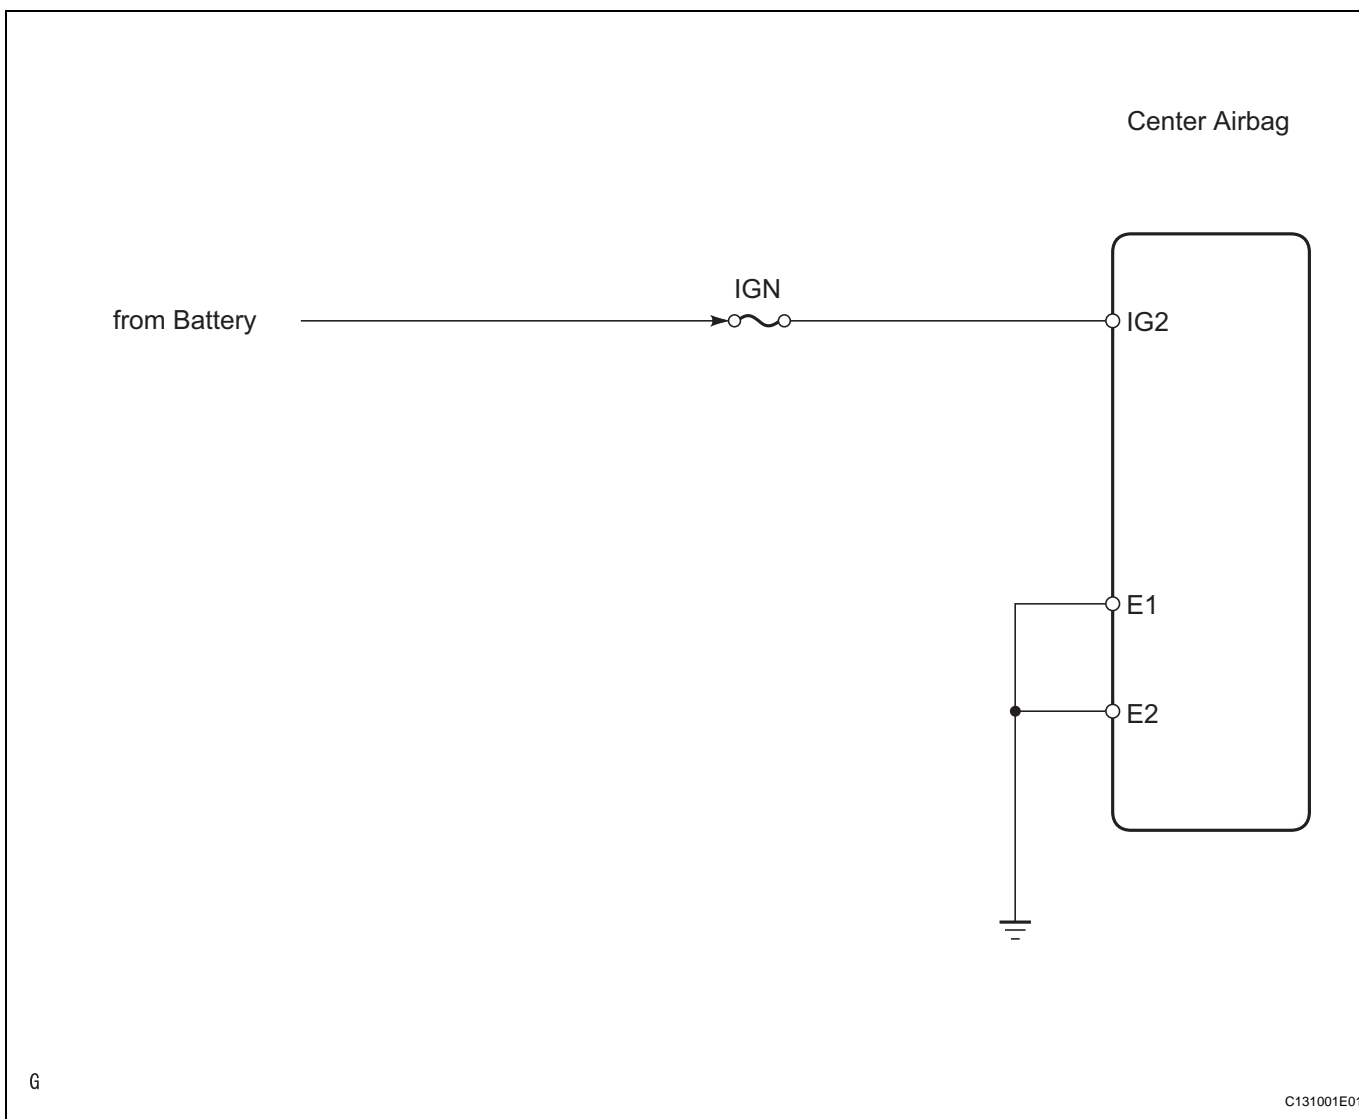 Center Airbag
IGN
from Battery
IG2
E1
E2
G
C131001E01